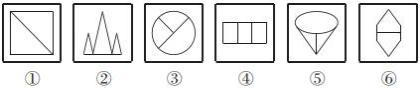 ① ② ③ ④ ⑤ ⑥